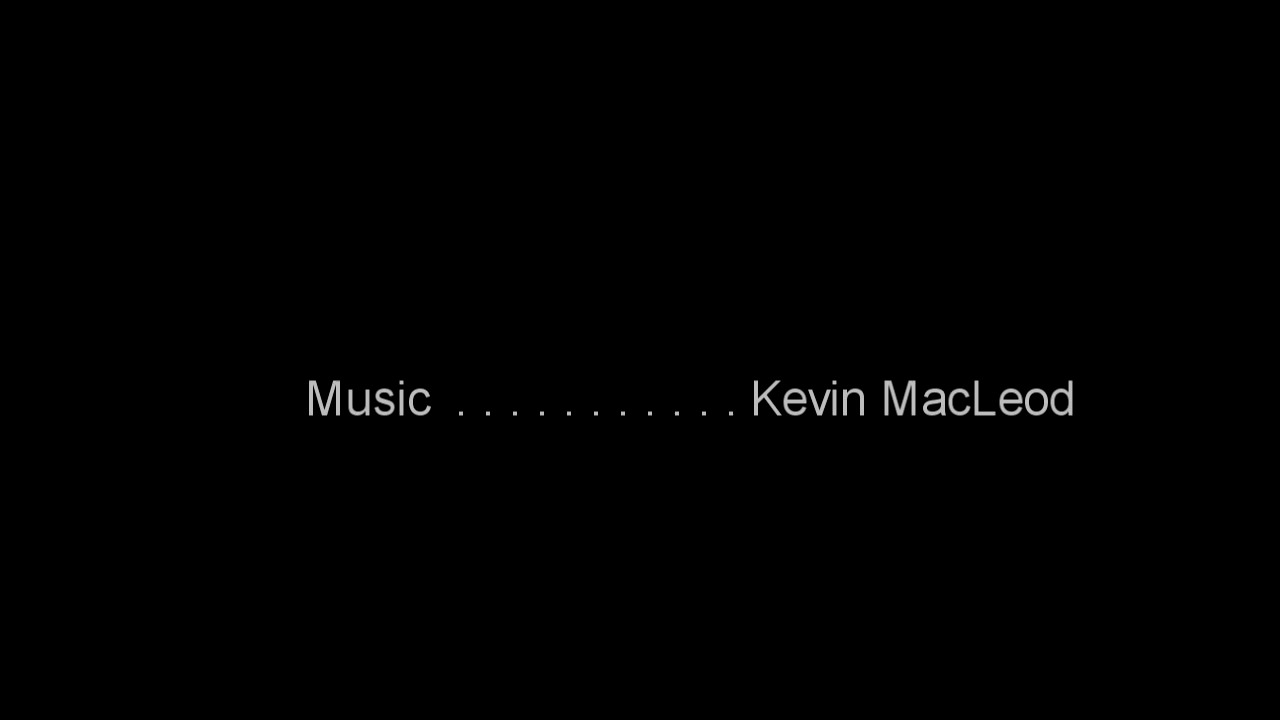 Music . . . . . . . . . . . Kevin MacLeod